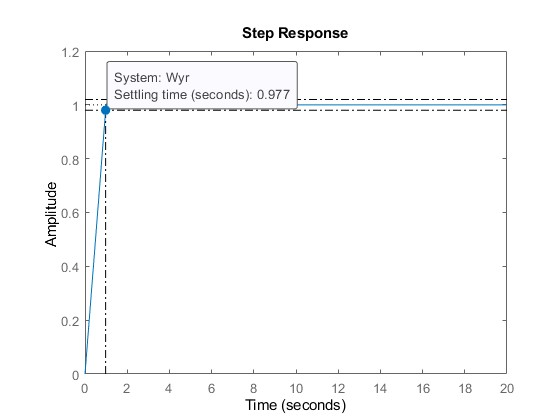 Step Response
1.2
System: Wyr
Settling time (seconds): 0.977
1
0.8
0.6
0.4
0.2
0
Amplitude
0 2 4 6 8 10 12 14 16 18 20
Time (seconds)